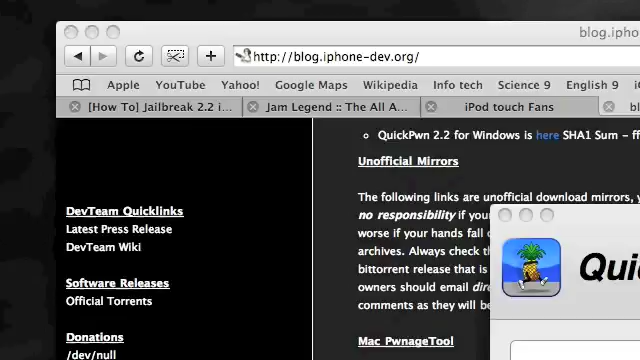 blog.ipho
http://blog.iphone-dev.org/
Apple YouTube Yahoo! Google Maps Wikipedia Info tech Science 9 English 9
[How To] Jailbreak 2.2 i... Jam Legend :: The All A... iPod touch Fans bl
QuickPwn 2.2 for Windows is here SHA1 Sum – ff
Unofficial Mirrors
The following links are unofficial download mirrors, y
no responsibility if your
worse if your hands fall o
archives. Always check th
bittorrent release that is
owners should email dire
comments as they will be
Mac PwnageTool
DevTeam Quicklinks
Latest Press Release
DevTeam Wiki
Software Releases
Official Torrents
Donations
/dev/null
Quic